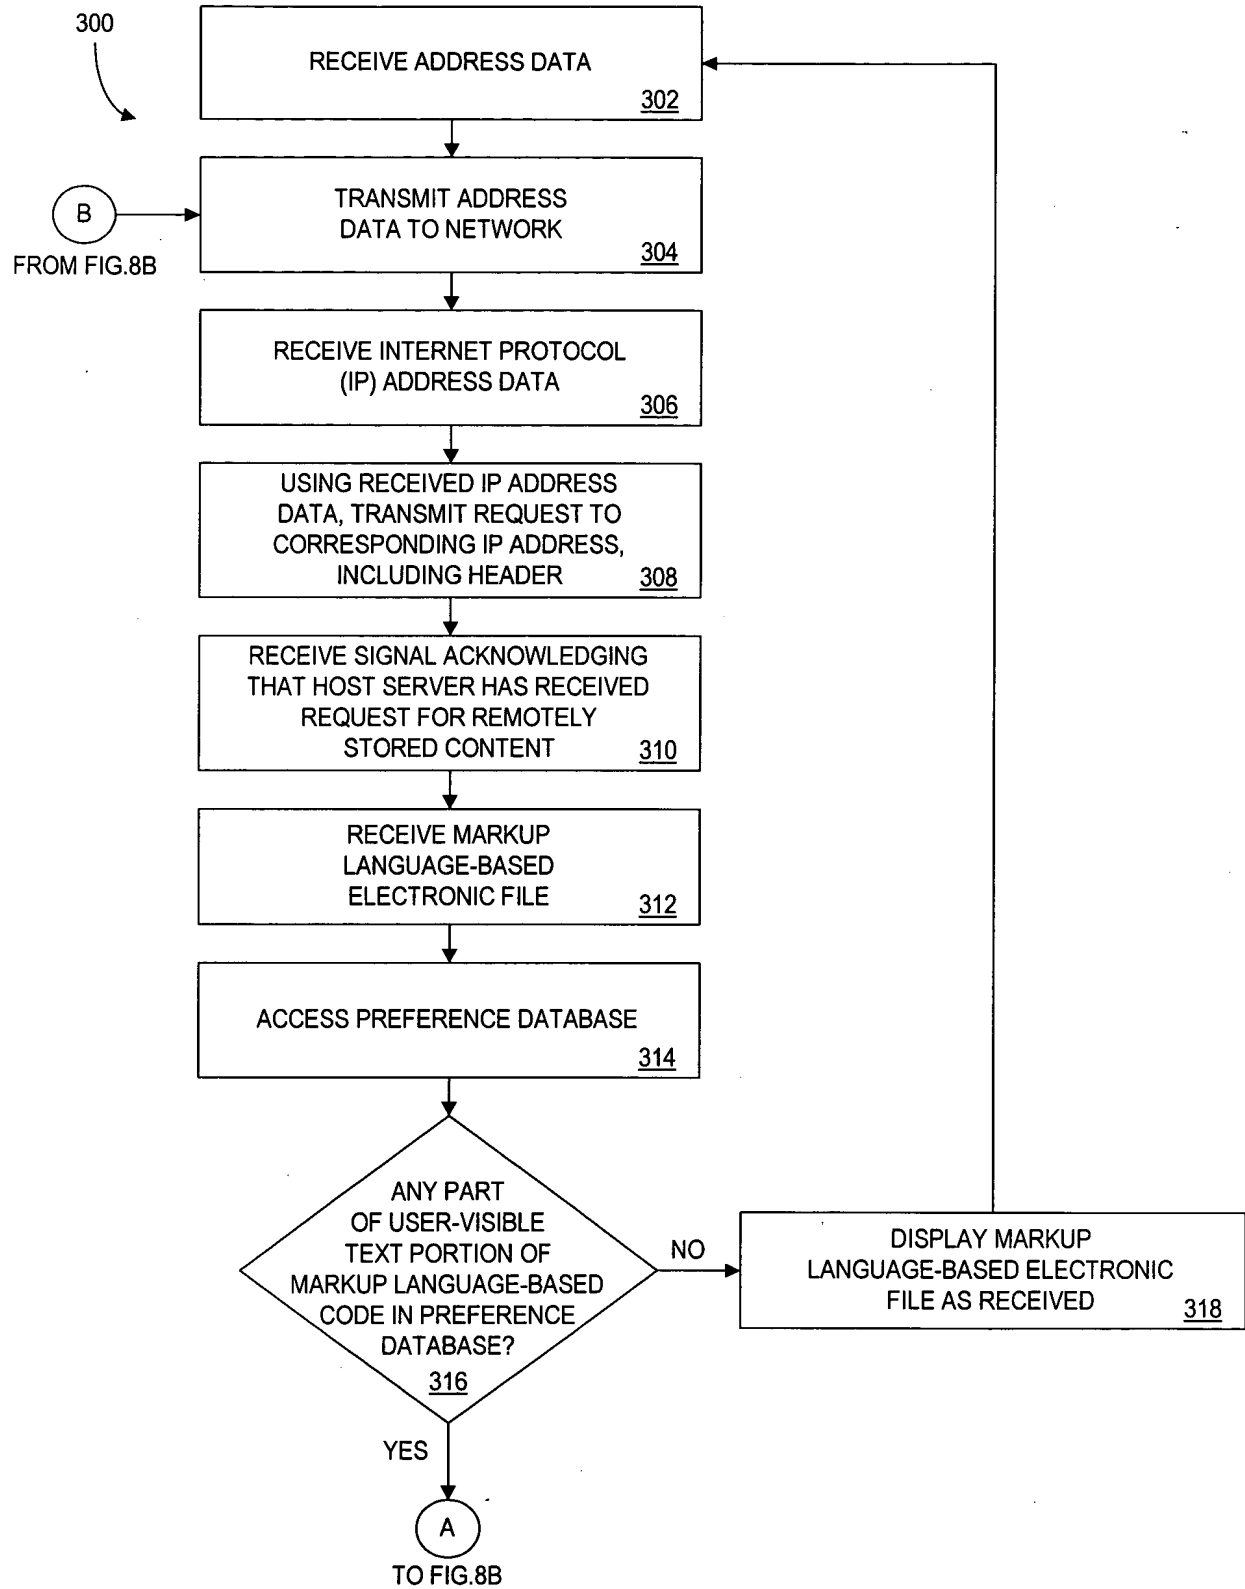 300
RECEIVE ADDRESS DATA
302
TRANSMIT ADDRESS
DATA TO NETWORK
304
B
FROM FIG.8B
RECEIVE INTERNET PROTOCOL
(IP) ADDRESS DATA
306
USING RECEIVED IP ADDRESS
DATA, TRANSMIT REQUEST TO
CORRESPONDING IP ADDRESS,
INCLUDING HEADER
308
RECEIVE SIGNAL ACKNOWLEDGING
THAT HOST SERVER HAS RECEIVED
REQUEST FOR REMOTELY
STORED CONTENT
310
RECEIVE MARKUP
LANGUAGE-BASED
ELECTRONIC FILE
312
ACCESS PREFERENCE DATABASE
314
ANY PART
OF USER-VISIBLE
TEXT PORTION OF
MARKUP LANGUAGE-BASED
CODE IN PREFERENCE
DATABASE?
316
NO
DISPLAY MARKUP
LANGUAGE-BASED ELECTRONIC
FILE AS RECEIVED
318
YES
A
TO FIG.8B